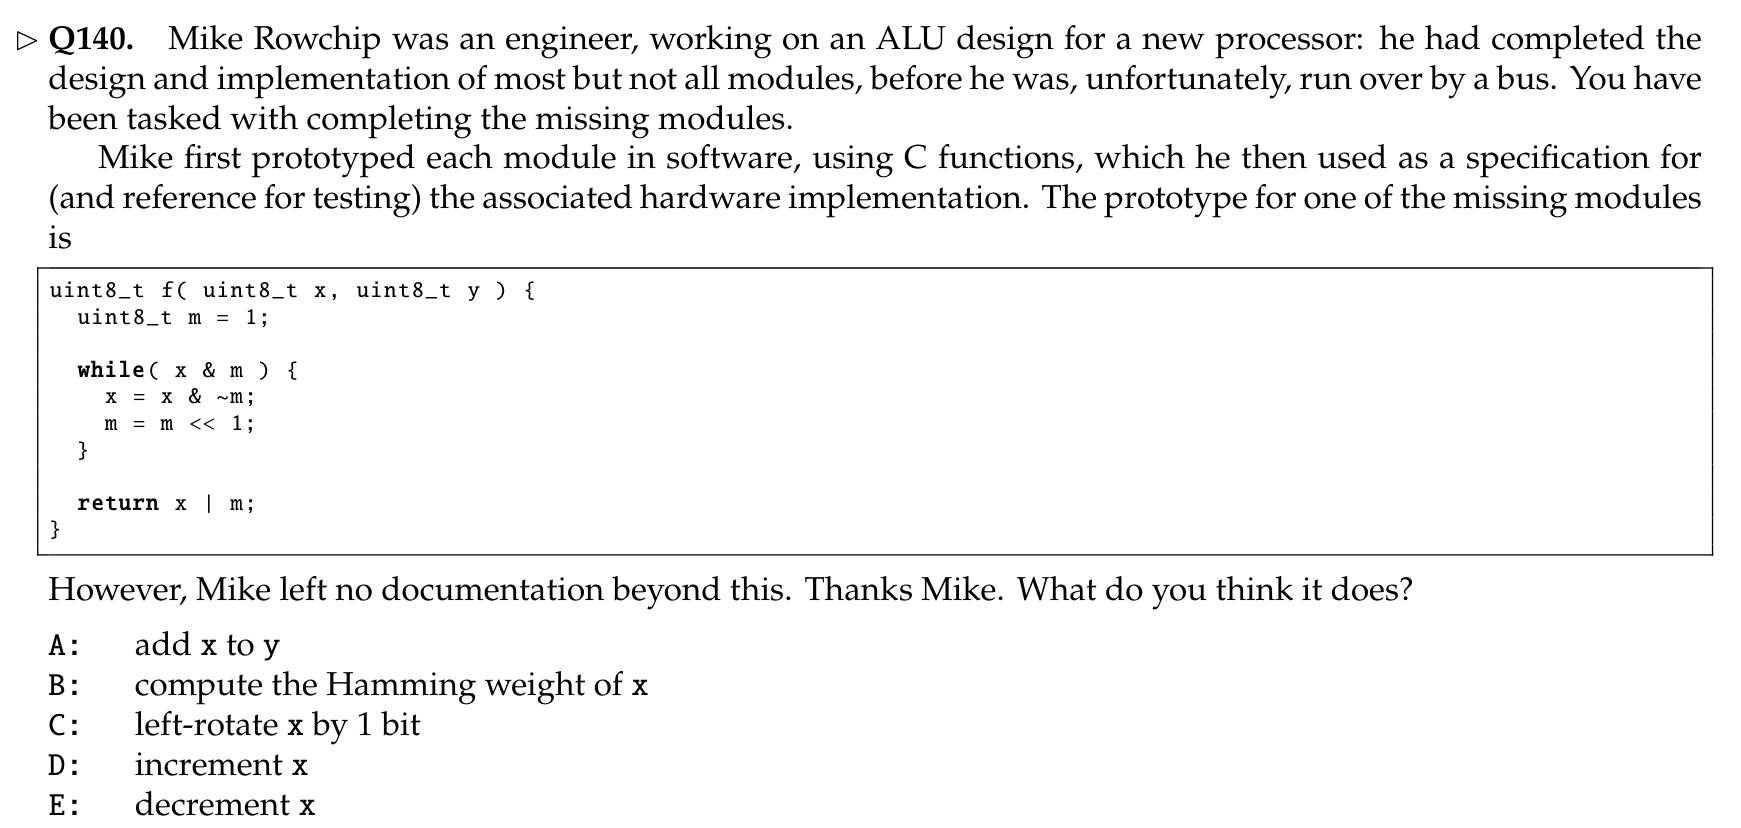 ▷ Q140. Mike Rowchip was an engineer, working on an ALU design for a new processor: he had completed the
design and implementation of most but not all modules, before he was, unfortunately, run over by a bus. You have
been tasked with completing the missing modules.
Mike first prototyped each module in software, using C functions, which he then used as a specification for
(and reference for testing) the associated hardware implementation. The prototype for one of the missing modules
is
uint8_t f( uint8_t x, uint8_t y ) {
  uint8_t m = 1;

  while( x & m ) {
    x = x & ~m;
    m = m << 1;
  }

  return x | m;
}
However, Mike left no documentation beyond this. Thanks Mike. What do you think it does?
A: add x to y
B: compute the Hamming weight of x
C: left-rotate x by 1 bit
D: increment x
E: decrement x